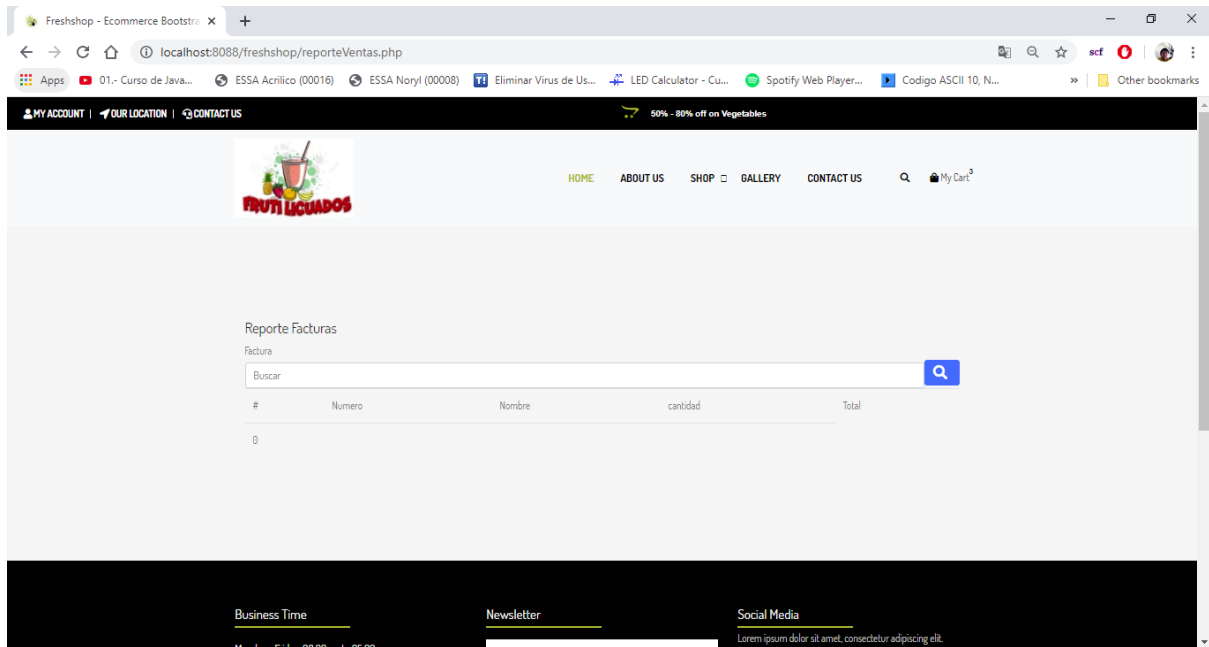 Freshshop - Ecommerce Bootstra
localhost:8088/freshshop/reporteVentas.php
scf
Apps 01.- Curso de Java... ESSA Acrilico (00016) ESSA Noryl (00008) Eliminar Virus de Us... LED Calculator - Cu... Spotify Web Player... Codigo ASCII 10, N... » Other bookmarks
MY ACCOUNT | OUR LOCATION | CONTACT US 50% - 80% off on Vegetables
FRUTI LICUADOS
HOME ABOUT US SHOP GALLERY CONTACT US My Cart 3
Reporte Facturas
Factura
Buscar
# Numero Nombre cantidad Total
0
Business Time Newsletter Social Media
Lorem ipsum dolor sit amet, consectetur adipiscing elit.